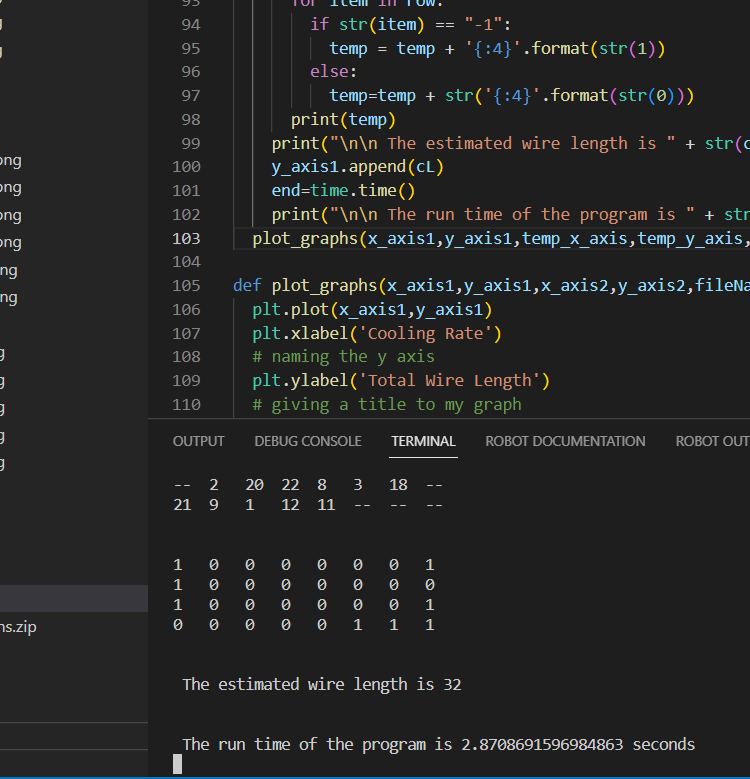 93 for item in row:
94 if str(item) == "-1":
95 temp = temp + '{:4}'.format(str(1))
96 else:
97 temp=temp + str('{:4}'.format(str(0)))
98 print(temp)
99 print("\n\n The estimated wire length is " + str(c
100 y_axis1.append(cL)
101 end=time.time()
102 print("\n\n The run time of the program is " + str
103 plot_graphs(x_axis1,y_axis1,temp_x_axis,temp_y_axis,
104
105 def plot_graphs(x_axis1,y_axis1,x_axis2,y_axis2,fileNa
106 plt.plot(x_axis1,y_axis1)
107 plt.xlabel('Cooling Rate')
108 # naming the y axis
109 plt.ylabel('Total Wire Length')
110 # giving a title to my graph
ong
ong
ong
ong
ng
ng
g
g
g
g
g
ns.zip
OUTPUT DEBUG CONSOLE TERMINAL ROBOT DOCUMENTATION ROBOT OUT
-- 2 20 22 8 3 18 --
21 9 1 12 11 -- -- --
1 0 0 0 0 0 0 1
1 0 0 0 0 0 0 0
1 0 0 0 0 0 0 1
0 0 0 0 0 1 1 1
The estimated wire length is 32
The run time of the program is 2.8708691596984863 seconds